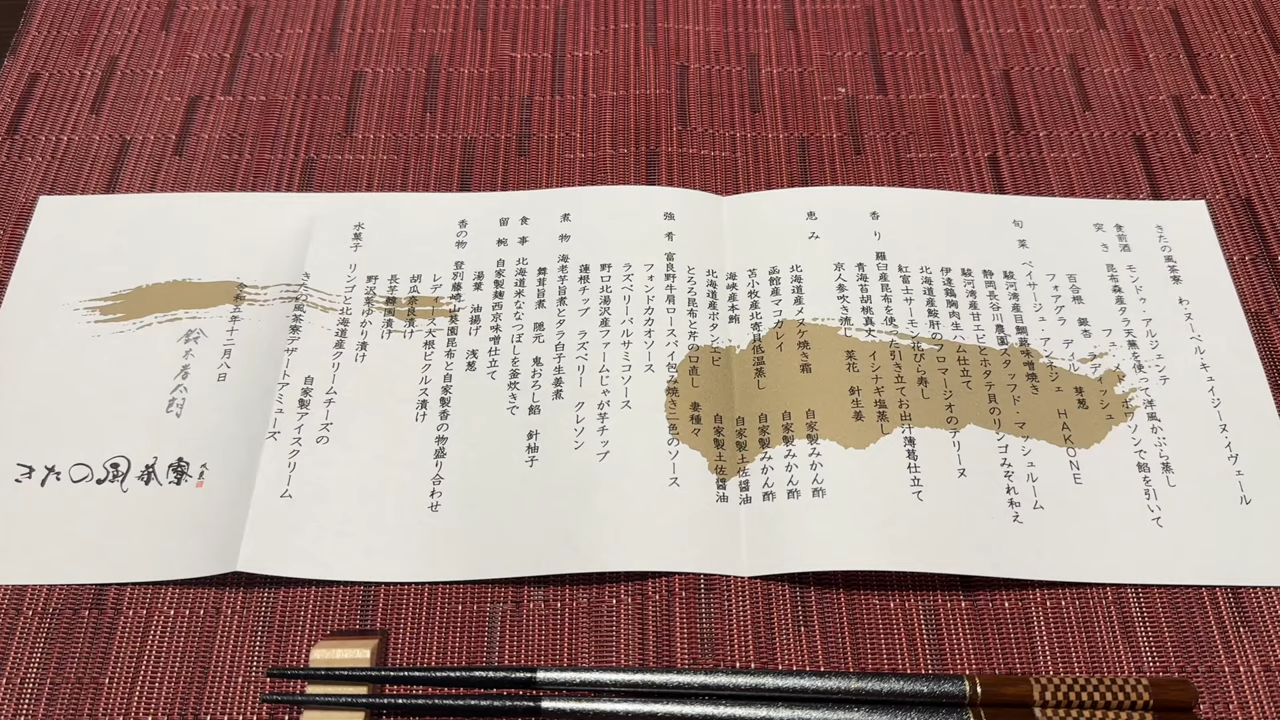 きたの風茶寮 わ・ヌーベル・キュイジーヌ・イヴェール
食前酒 モンドゥ・アルジェンテ
突き 昆布森産タラ天蕪を使って洋風かぶら蒸し
フュメ・ド・ポワソンで餡を引いて
百合根 銀杏 ラディッシュ
フォアグラ ディル 芽葱
旬菜 ペイサージュ アリネジェ HAKONE
駿河湾産目鯛蕗味噌焼き
静岡長谷川農園スタッフド・マッシュルーム
駿河湾産甘エビとホタテ貝のリンゴみぞれ和え
伊達鶏胸肉生ハム仕立て
北海道産鮟肝のフロマージオのテリーヌ
紅富士サーモン花びら寿し
香り 羅臼産昆布を使った引き立てお出汁薄葛仕立て
青海苔胡桃真丈 イシナギ塩蒸し
京人参吹き流し 菜花 針生姜
恵み 北海道産メヌケ焼き霜 自家製みかん酢
函館産マコガレイ 自家製みかん酢
苫小牧産北寄貝低温蒸し 自家製みかん酢
海峡産本鮪 自家製土佐醤油
北海道産ボタンエビ 自家製土佐醤油
とろろ昆布と芹の口直し 妻種々
強肴 富良野牛肩ロースパイ包み焼き二色のソース
フォンドカカオソース
ラズベリーバルサミコソース
野口北湯沢産ファームじゃが芋チップ
蓮根チップ ラズベリー クレソン
煮物 海老芋旨煮とタラ白子生姜煮
舞茸旨煮 隠元 鬼おろし餡 針柚子
食事 北海道米ななつぼしを釜炊きで
留椀 自家製麹西京味噌仕立て
湯葉 油揚げ 浅葱
香の物 登別藤崎山葵園昆布と自家製香の物盛り合わせ
レディース大根ピクルス漬け
胡瓜奈良漬け
長芋韓国漬け
野沢菜ゆかり漬け
水菓子 リンゴと北海道産クリームチーズの
自家製アイスクリーム
きたの風茶寮デザートアミューズ
令和五年十二月八日
きたの風茶寮